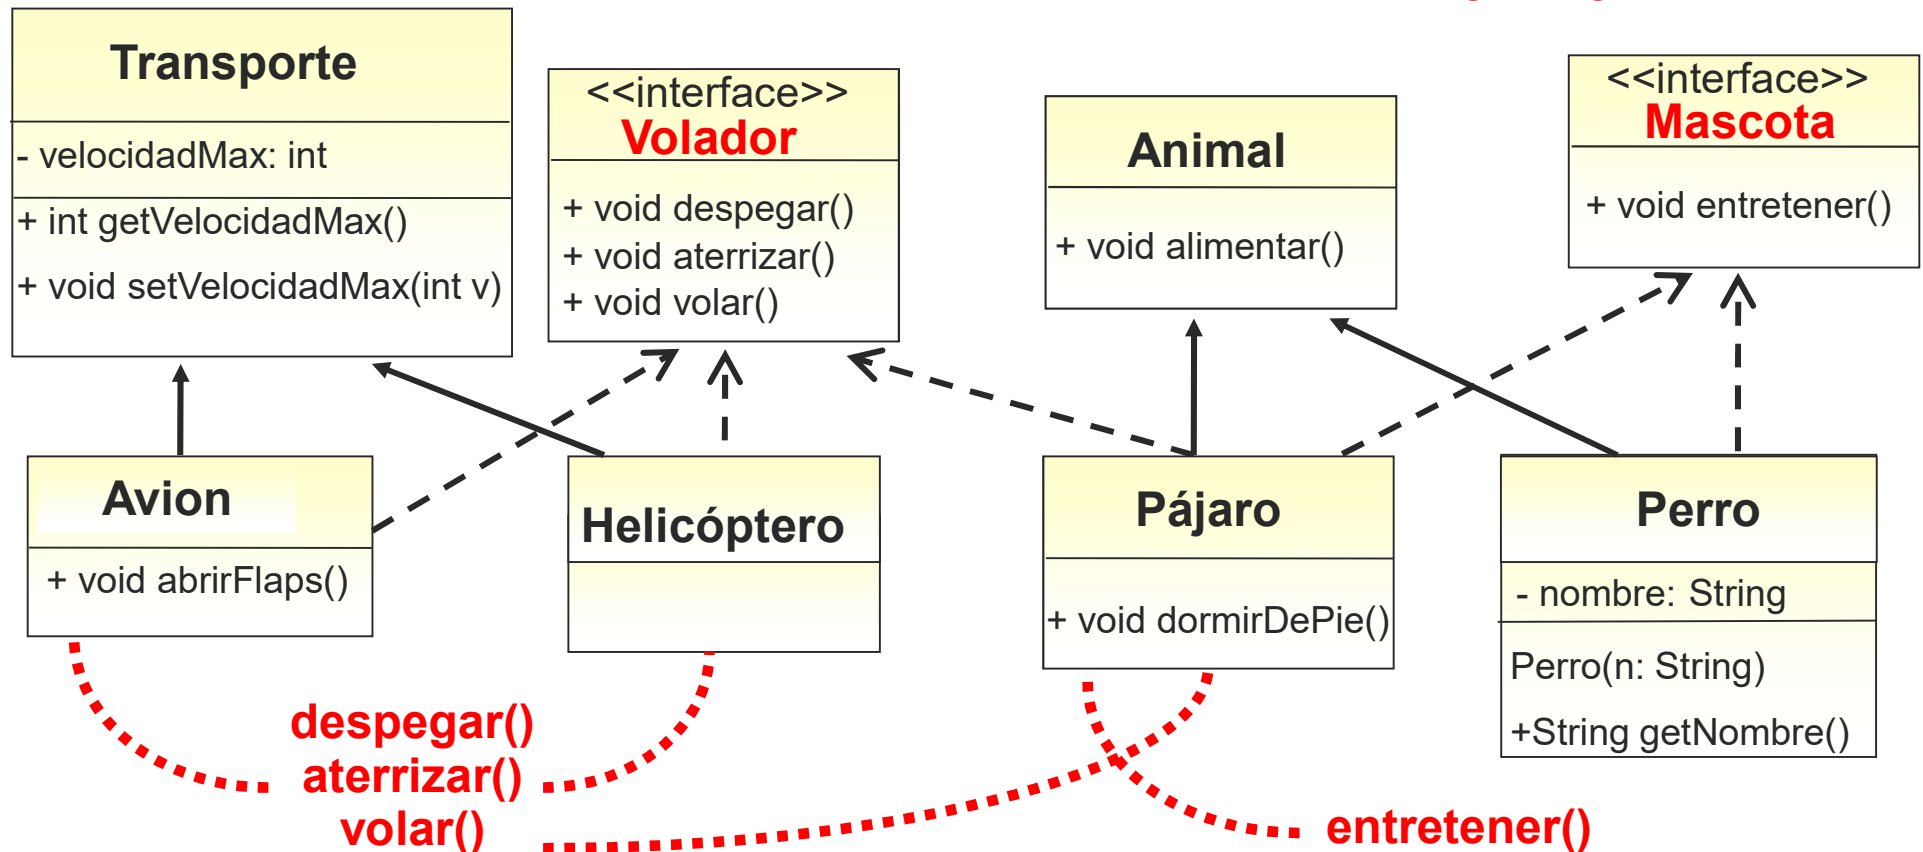 Transporte
- velocidadMax: int
+ int getVelocidadMax()
+ void setVelocidadMax(int v)
<<interface>>
Volador
+ void despegar()
+ void aterrizar()
+ void volar()
Animal
+ void alimentar()
<<interface>>
Mascota
+ void entretener()
Avion
+ void abrirFlaps()
Helicóptero
Pájaro
+ void dormirDePie()
Perro
- nombre: String
Perro(n: String)
+String getNombre()
despegar()
aterrizar()
volar()
entretener()